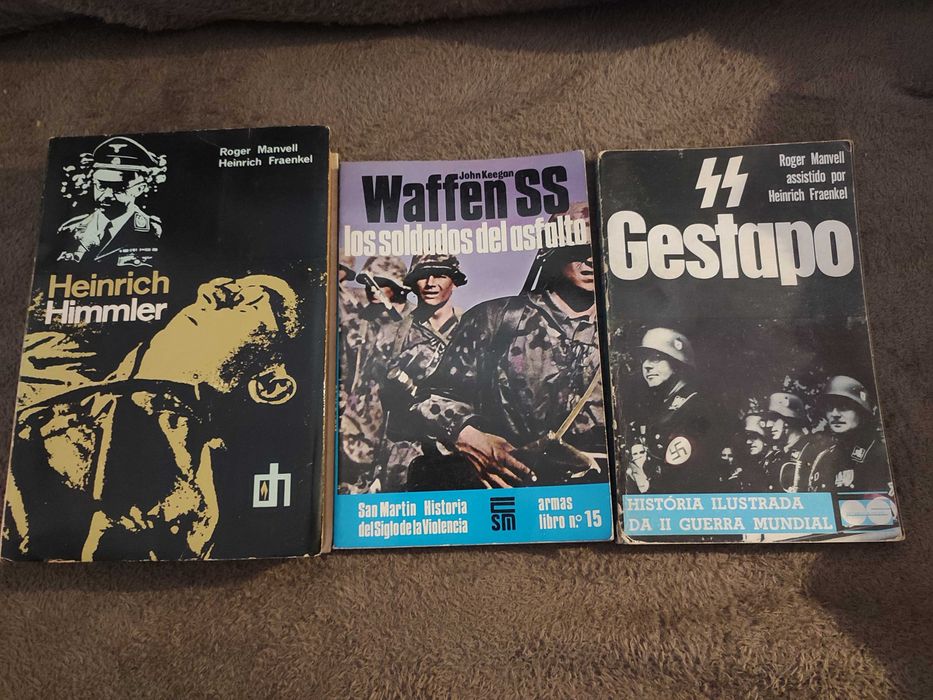 Roger Manvell
Heinrich Fraenkel
Heinrich
Himmler
dh
John Keegan
Waffen SS
los soldados del asfalto
San Martin Historia
del Siglo de la Violencia
SM
armas
libro nº 15
SS
Roger Manvell
assistido por
Heinrich Fraenkel
Gestapo
HISTÓRIA ILUSTRADA
DA II GUERRA MUNDIAL